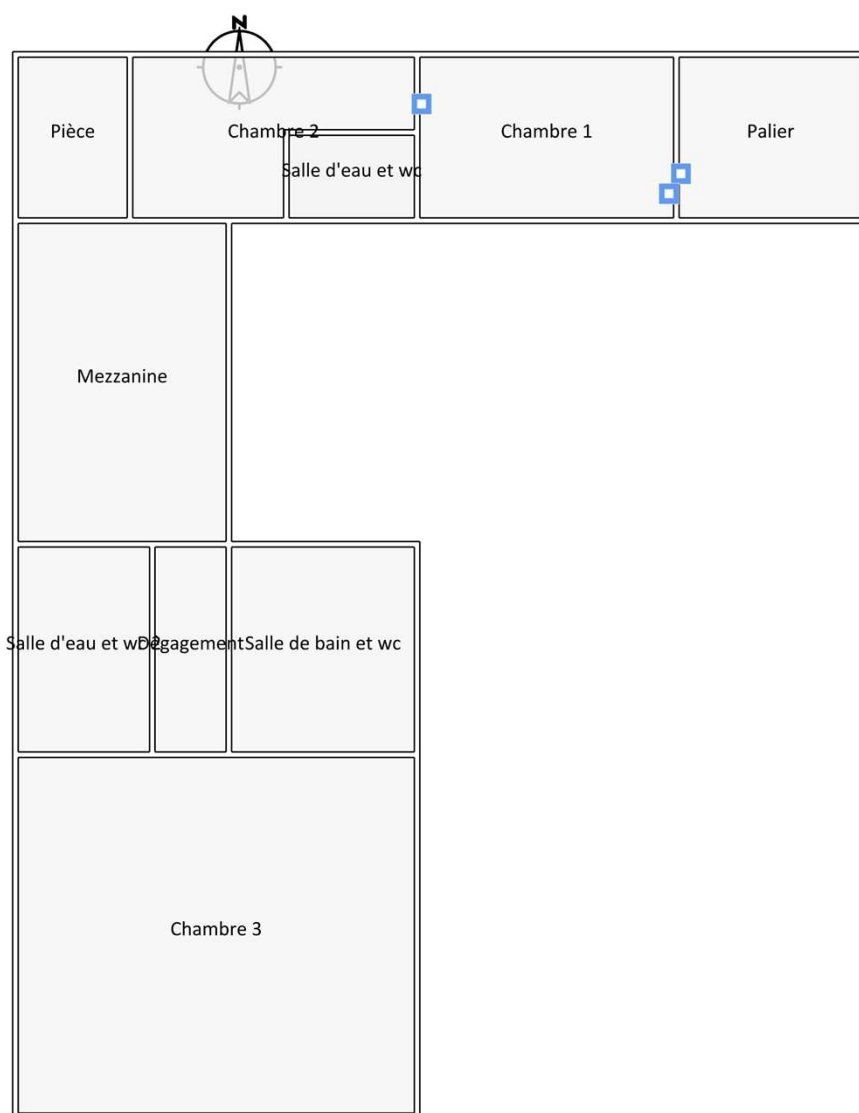 N
Pièce
Chambre 2
Chambre 1
Palier
Salle d'eau et wc
Mezzanine
Salle d'eau et wc 2
Dégagement
Salle de bain et wc
Chambre 3